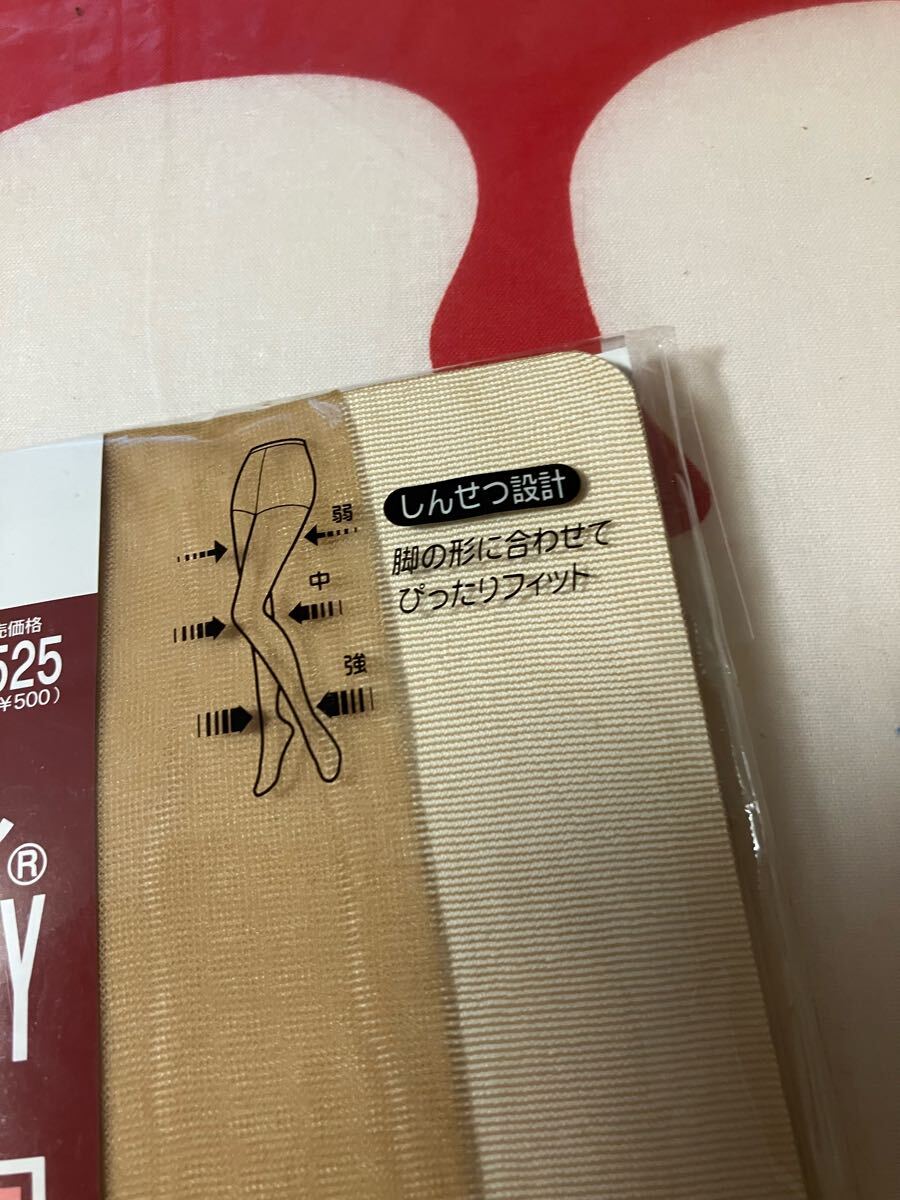 しんせつ設計
脚の形に合わせて
ぴったりフィット
弱
中
強
価格
525
¥500)
®
Y